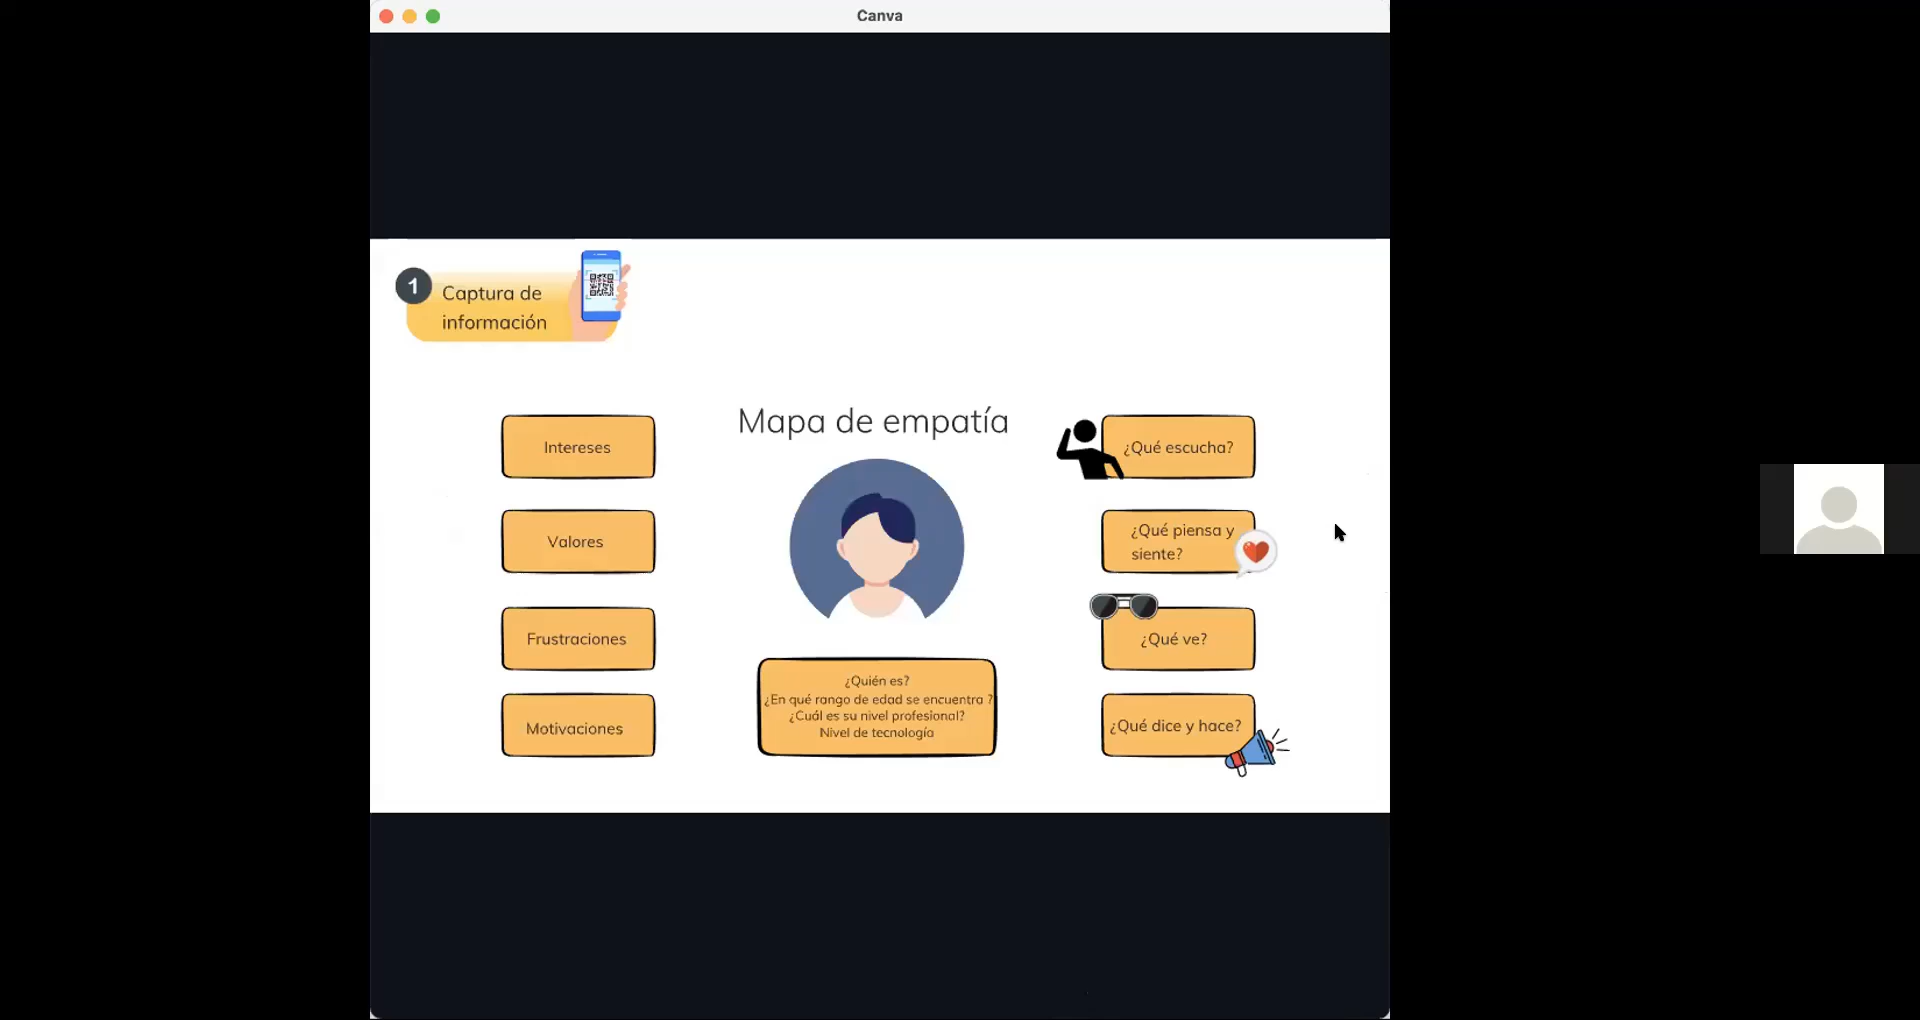 Canva
1
Captura de
información
Mapa de empatía
Intereses
Valores
Frustraciones
Motivaciones
¿Quién es?
¿En qué rango de edad se encuentra ?
¿Cuál es su nivel profesional?
Nivel de tecnología
¿Qué escucha?
¿Qué piensa y
siente?
¿Qué ve?
¿Qué dice y hace?